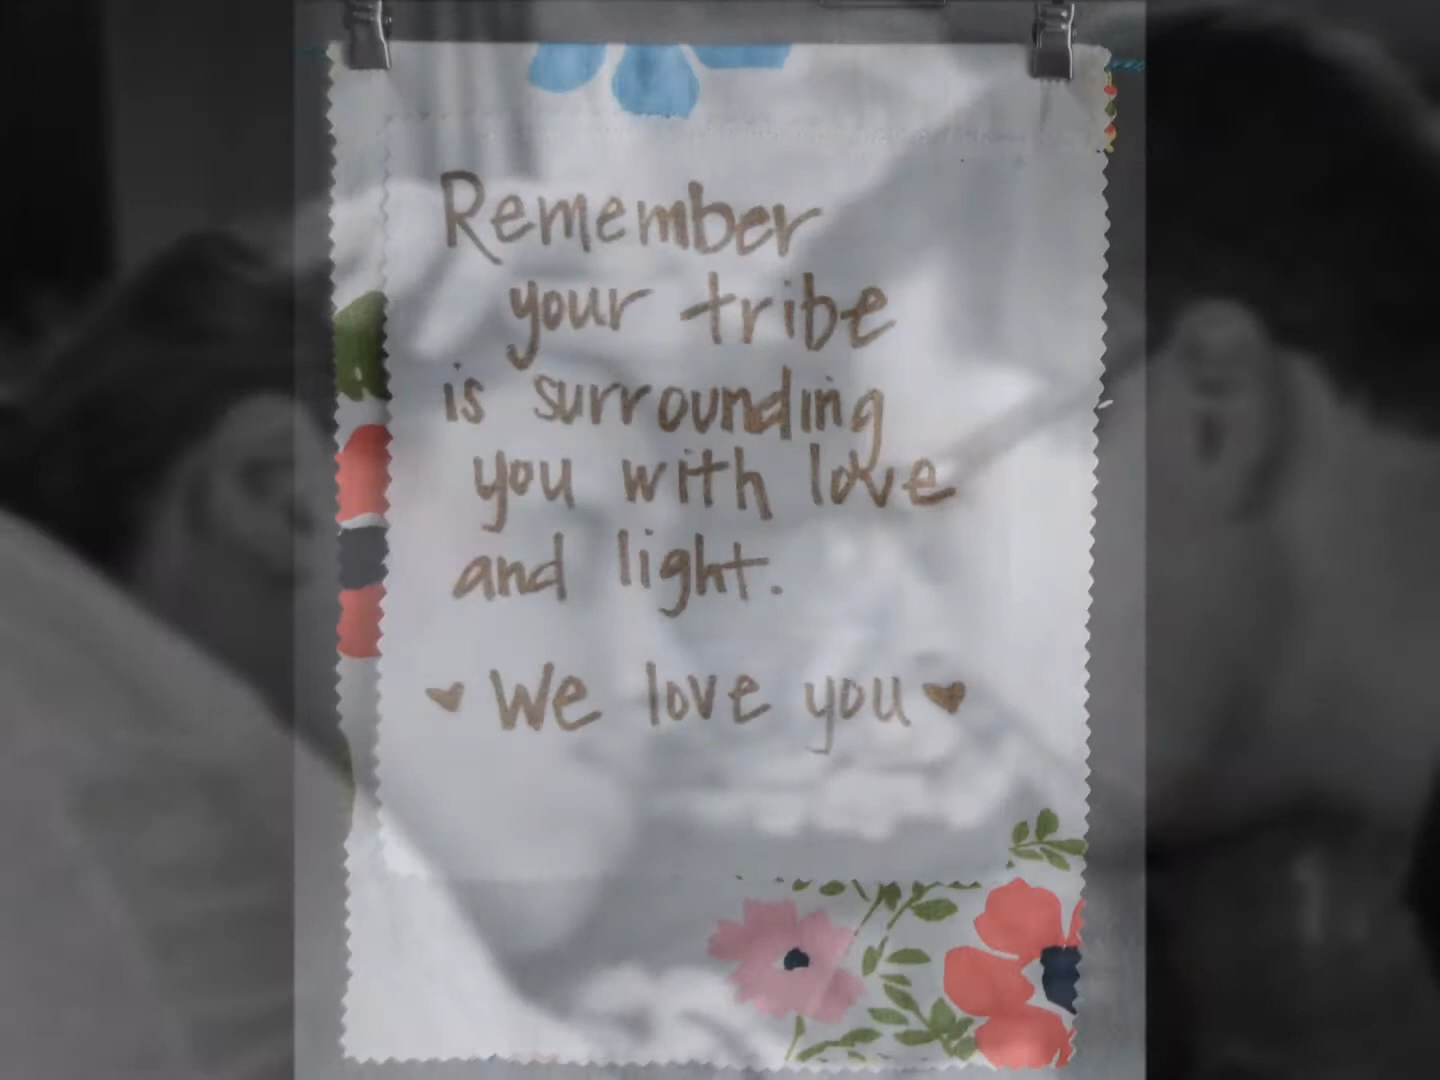 Remember
your tribe
is surrounding
you with love
and light.
♥ We love you ♥